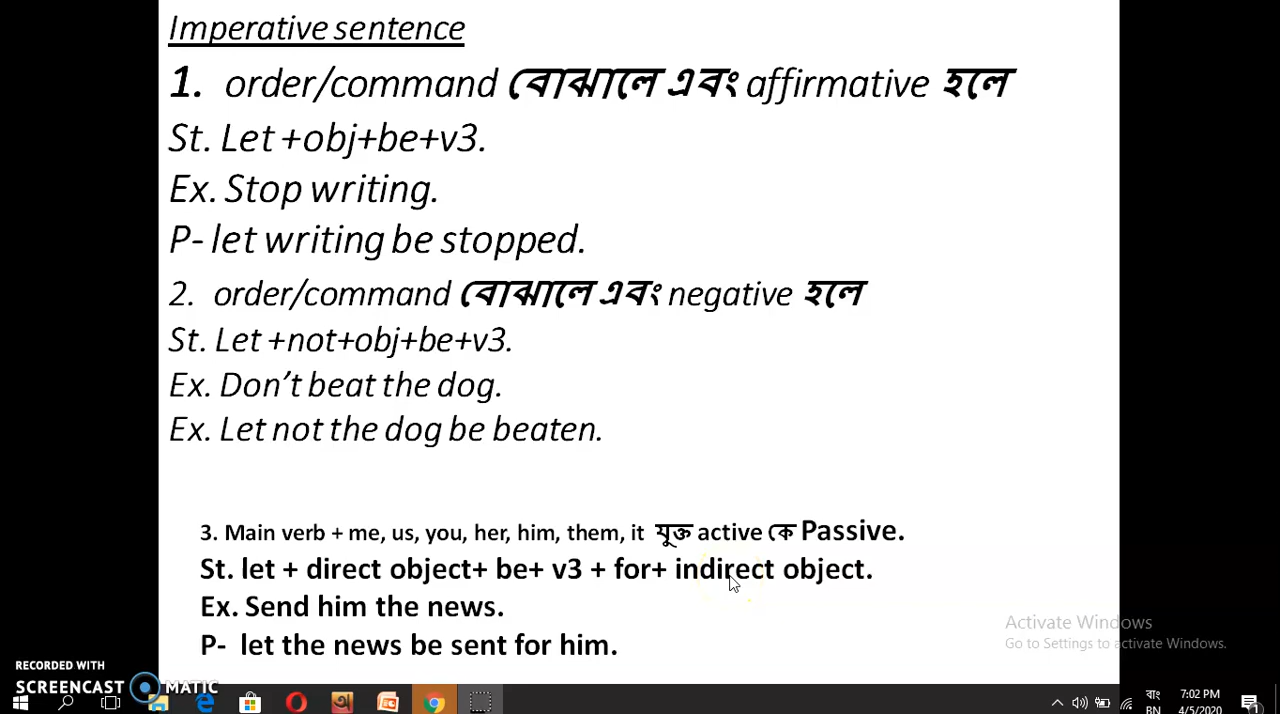 Imperative sentence
1. order/command বোঝালে এবং affirmative হলে
St. Let +obj+be+v3.
Ex. Stop writing.
P- let writing be stopped.
2. order/command বোঝালে এবং negative হলে
St. Let +not+obj+be+v3.
Ex. Don’t beat the dog.
Ex. Let not the dog be beaten.
3. Main verb + me, us, you, her, him, them, it যুক্ত active কে Passive.
St. let + direct object+ be+ v3 + for+ indirect object.
Ex. Send him the news.
P- let the news be sent for him.
Activate Windows
Go to Settings to activate Windows.
RECORDED WITH
SCREENCAST MATIC
বাং 7:02 PM
BN 4/5/2020